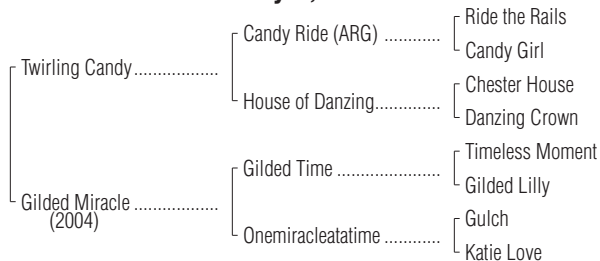 Ride the Rails
Candy Ride (ARG) ............
Candy Girl
Twirling Candy..................
Chester House
House of Danzing..............
Danzing Crown
Timeless Moment
Gilded Time ....................
Gilded Lilly
Gilded Miracle ..................
(2004)
Gulch
Onemiracleatatime ............
Katie Love